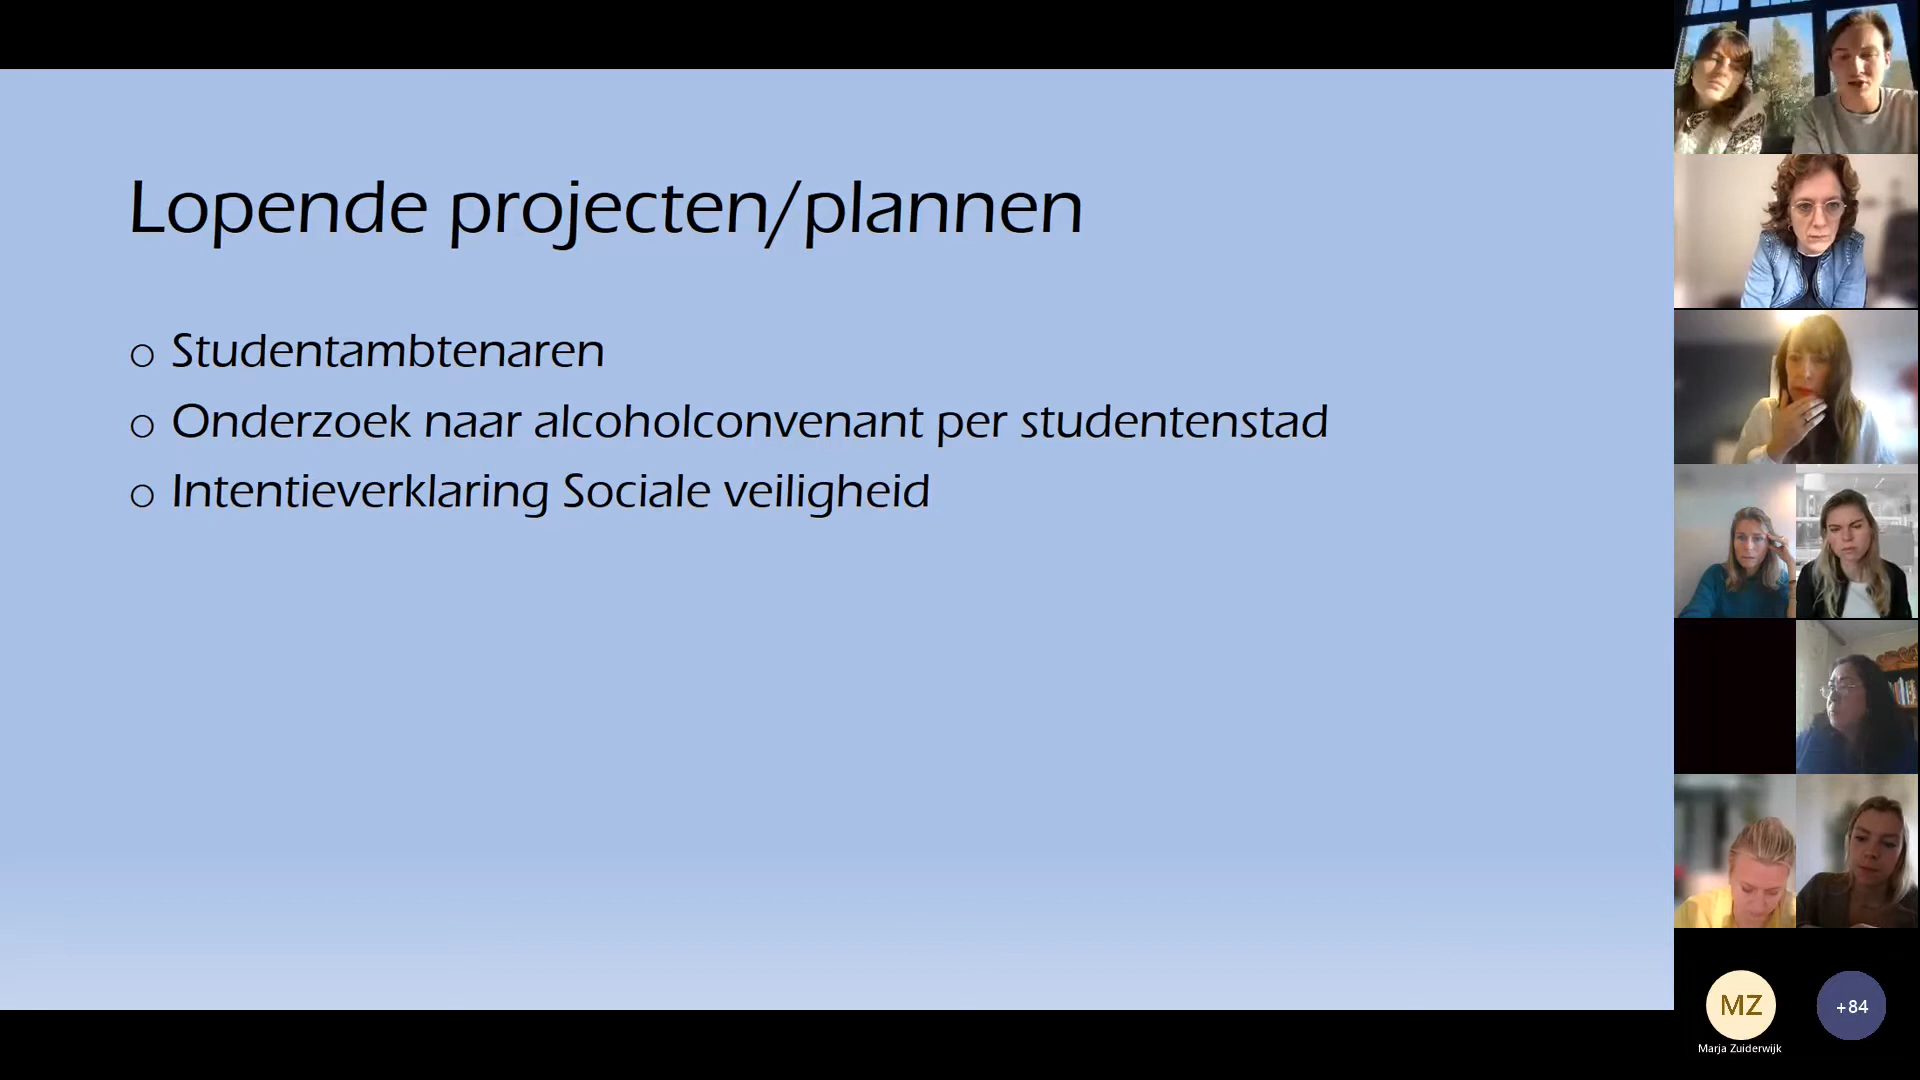 Lopende projecten/plannen
o Studentambtenaren
o Onderzoek naar alcoholconvenant per studentenstad
o Intentieverklaring Sociale veiligheid
MZ
+84
Marja Zuiderwijk